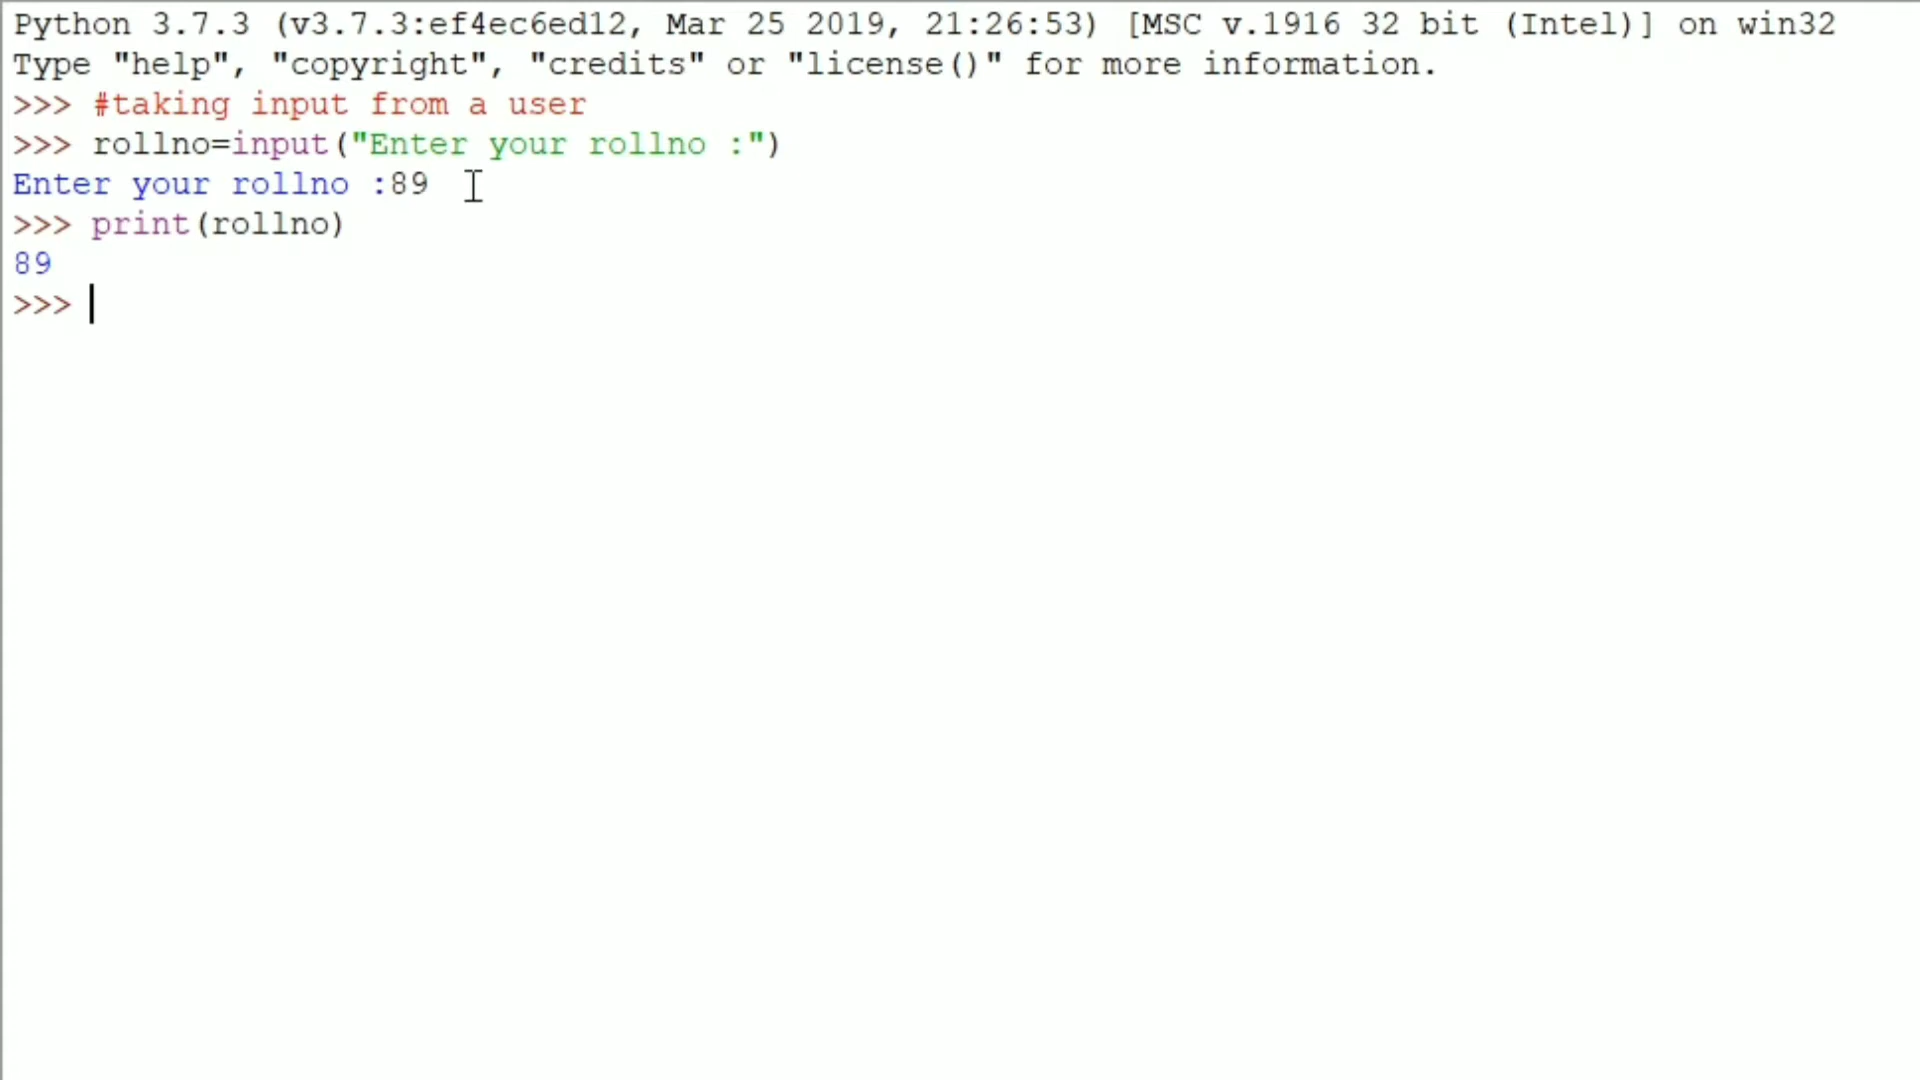 Python 3.7.3 (v3.7.3:ef4ec6ed12, Mar 25 2019, 21:26:53) [MSC v.1916 32 bit (Intel)] on win32
Type "help", "copyright", "credits" or "license()" for more information.
>>> #taking input from a user
>>> rollno=input("Enter your rollno :")
Enter your rollno :89
>>> print(rollno)
89
>>>